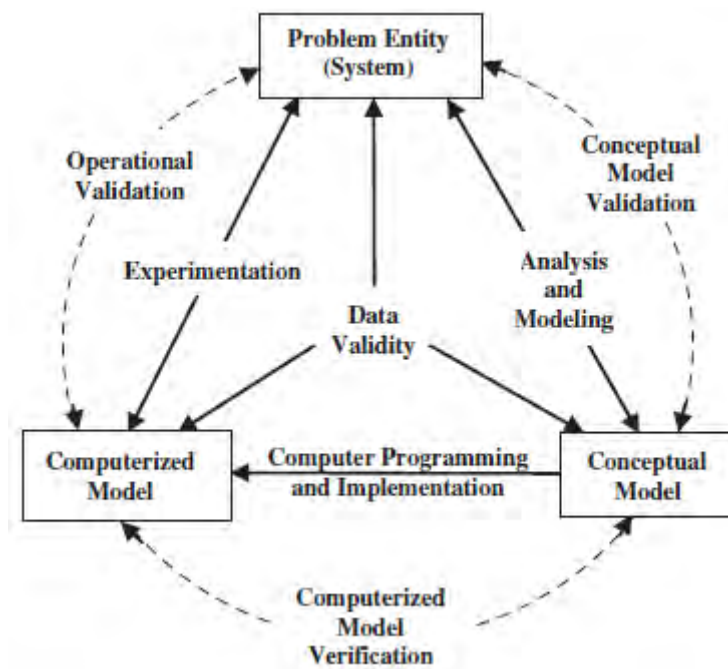 Problem Entity
(System)
Operational
Validation
Conceptual
Model
Validation
Experimentation
Analysis
and
Modeling
Data
Validity
Computerized
Model
Computer Programming
and Implementation
Conceptual
Model
Computerized
Model
Verification